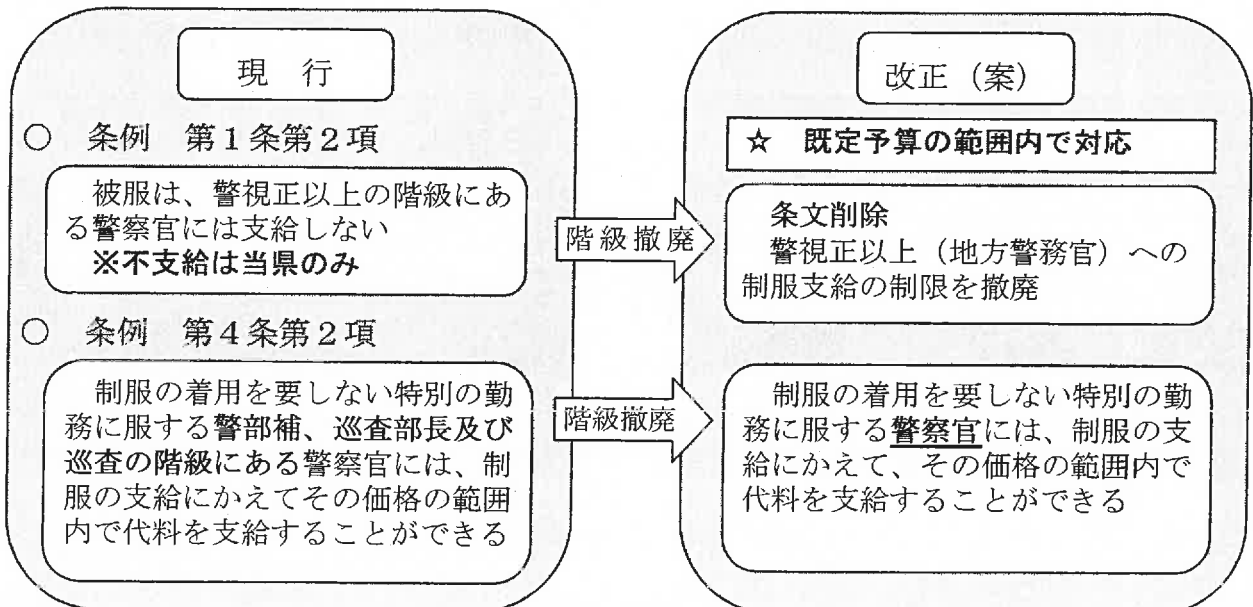 現 行
○ 条例 第1条第2項
被服は、警視正以上の階級にあ
る警察官には支給しない
※不支給は当県のみ
○ 条例 第4条第2項
制服の着用を要しない特別の勤
務に服する警部補、巡査部長及び
巡査の階級にある警察官には、制
服の支給にかえてその価格の範囲
内で代料を支給することができる
階級撤廃
階級撤廃
改正(案)
☆ 既定予算の範囲内で対応
条文削除
警視正以上(地方警務官)への
制服支給の制限を撤廃
制服の着用を要しない特別の勤
務に服する警察官には、制服の支
給にかえて、その価格の範囲内で
代料を支給することができる